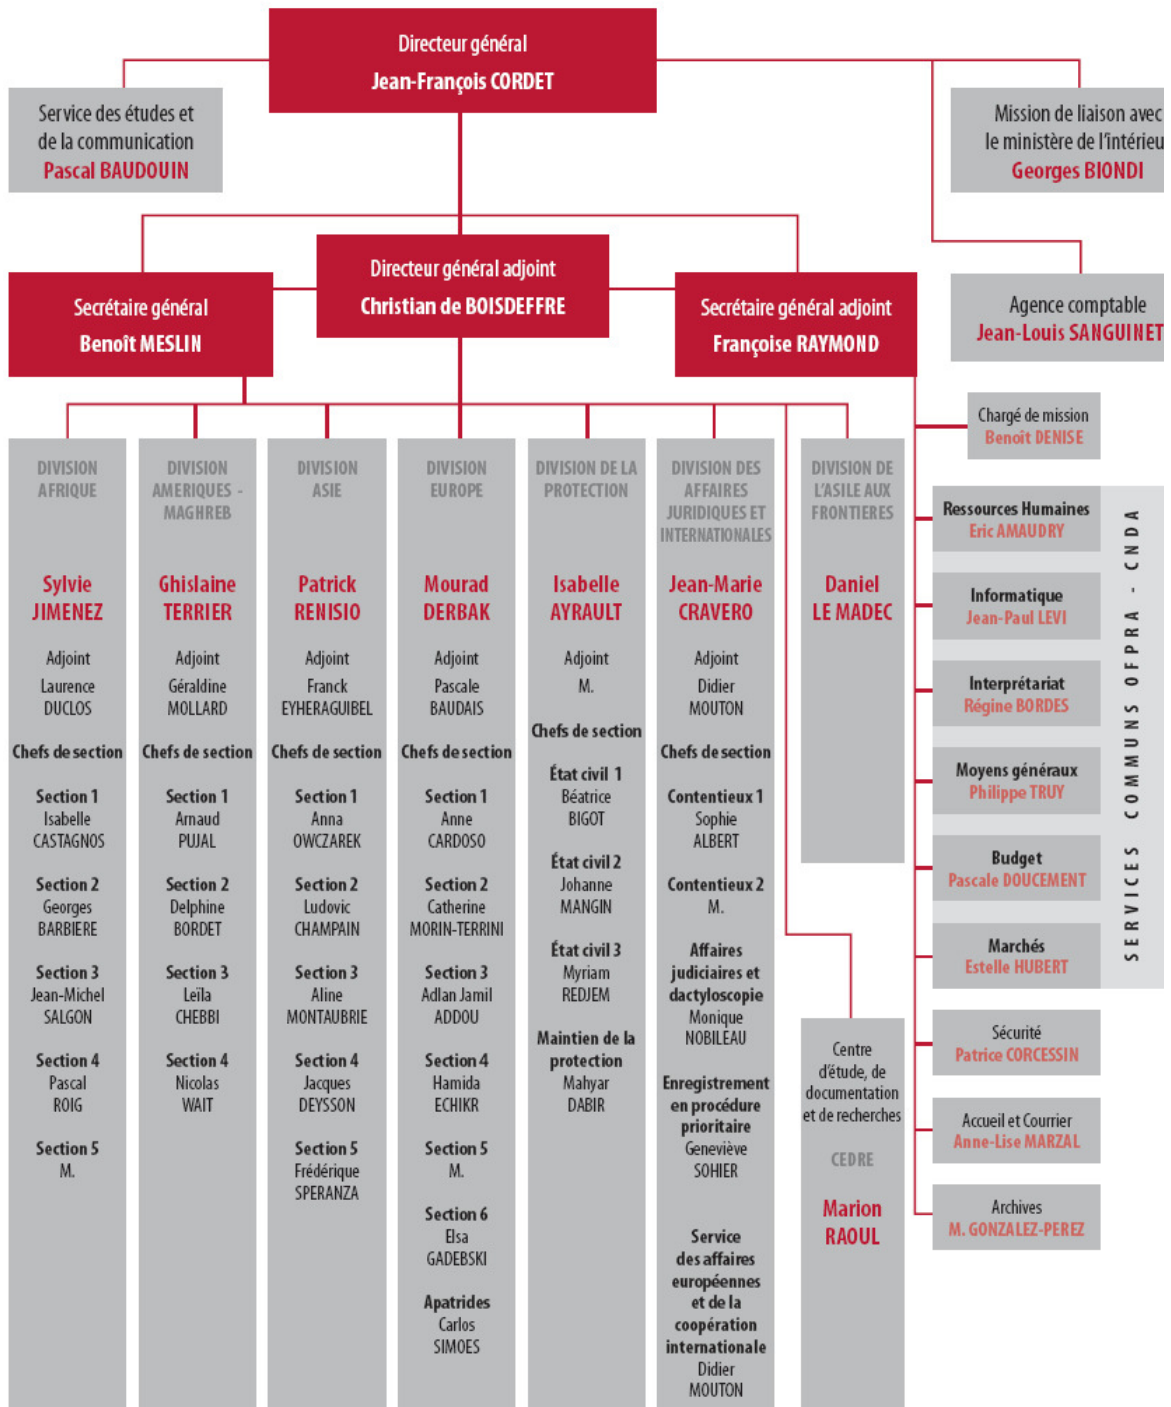 Directeur général
Jean-François CORDET
Service des études et
de la communication
Pascal BAUDOUIN
Mission de liaison avec
le ministère de l'intérieu
Georges BIONDI
Directeur général adjoint
Christian de BOISDEFFRE
Secrétaire général
Benoît MESLIN
Secrétaire général adjoint
Françoise RAYMOND
Agence comptable
Jean-Louis SANGUINET
Chargé de mission
Benoît DENISE
DIVISION
AFRIQUE
Sylvie
JIMENEZ
Adjoint
Laurence
DUCLOS
Chefs de section
Section 1
Isabelle
CASTAGNOS
Section 2
Georges
BARBIERE
Section 3
Jean-Michel
SALGON
Section 4
Pascal
ROIG
Section 5
M.
DIVISION
AMERIQUES -
MAGHREB
Ghislaine
TERRIER
Adjoint
Géraldine
MOLLARD
Chefs de section
Section 1
Arnaud
PUJAL
Section 2
Delphine
BORDET
Section 3
Leïla
CHEBBI
Section 4
Nicolas
WAIT
DIVISION
ASIE
Patrick
RENISIO
Adjoint
Franck
EYHERAGUIBEL
Chefs de section
Section 1
Anna
OWCZAREK
Section 2
Ludovic
CHAMPAIN
Section 3
Aline
MONTAUBRIE
Section 4
Jacques
DEYSSON
Section 5
Frédérique
SPERANZA
DIVISION
EUROPE
Mourad
DERBAK
Adjoint
Pascale
BAUDAIS
Chefs de section
Section 1
Anne
CARDOSO
Section 2
Catherine
MORIN-TERRINI
Section 3
Adlan Jamil
ADDOU
Section 4
Hamida
ECHIKR
Section 5
M.
Section 6
Elsa
GADEBSKI
Apatrides
Carlos
SIMOES
DIVISION DE LA
PROTECTION
Isabelle
AYRAULT
Adjoint
M.
Chefs de section
État civil 1
Béatrice
BIGOT
État civil 2
Johanne
MANGIN
État civil 3
Myriam
REDJEM
Maintien de la
protection
Mahyar
DABIR
DIVISION DES
AFFAIRES
JURIDIQUES ET
INTERNATIONALES
Jean-Marie
CRAVERO
Adjoint
Didier
MOUTON
Chefs de section
Contentieux 1
Sophie
ALBERT
Contentieux 2
M.
Affaires
judiciaires et
dactyloscopie
Monique
NOBILEAU
Enregistrement
en procédure
prioritaire
Geneviève
SOHIER
Service
des affaires
européennes
et de la
coopération
internationale
Didier
MOUTON
DIVISION DE
L'ASILE AUX
FRONTIERES
Daniel
LE MADEC
Centre
d'étude, de
documentation
et de recherches
CEDRE
Marion
RAOUL
Ressources Humaines
Eric AMAUDRY
Informatique
Jean-Paul LEVI
Interprétariat
Régine BORDES
Moyens généraux
Philippe TRUY
Budget
Pascale DOUCEMENT
Marchés
Estelle HUBERT
SERVICES COMMUNS OFPRA - CNDA
Sécurité
Patrice CORCESSIN
Accueil et Courrier
Anne-Lise MARZAL
Archives
M. GONZALEZ-PEREZ